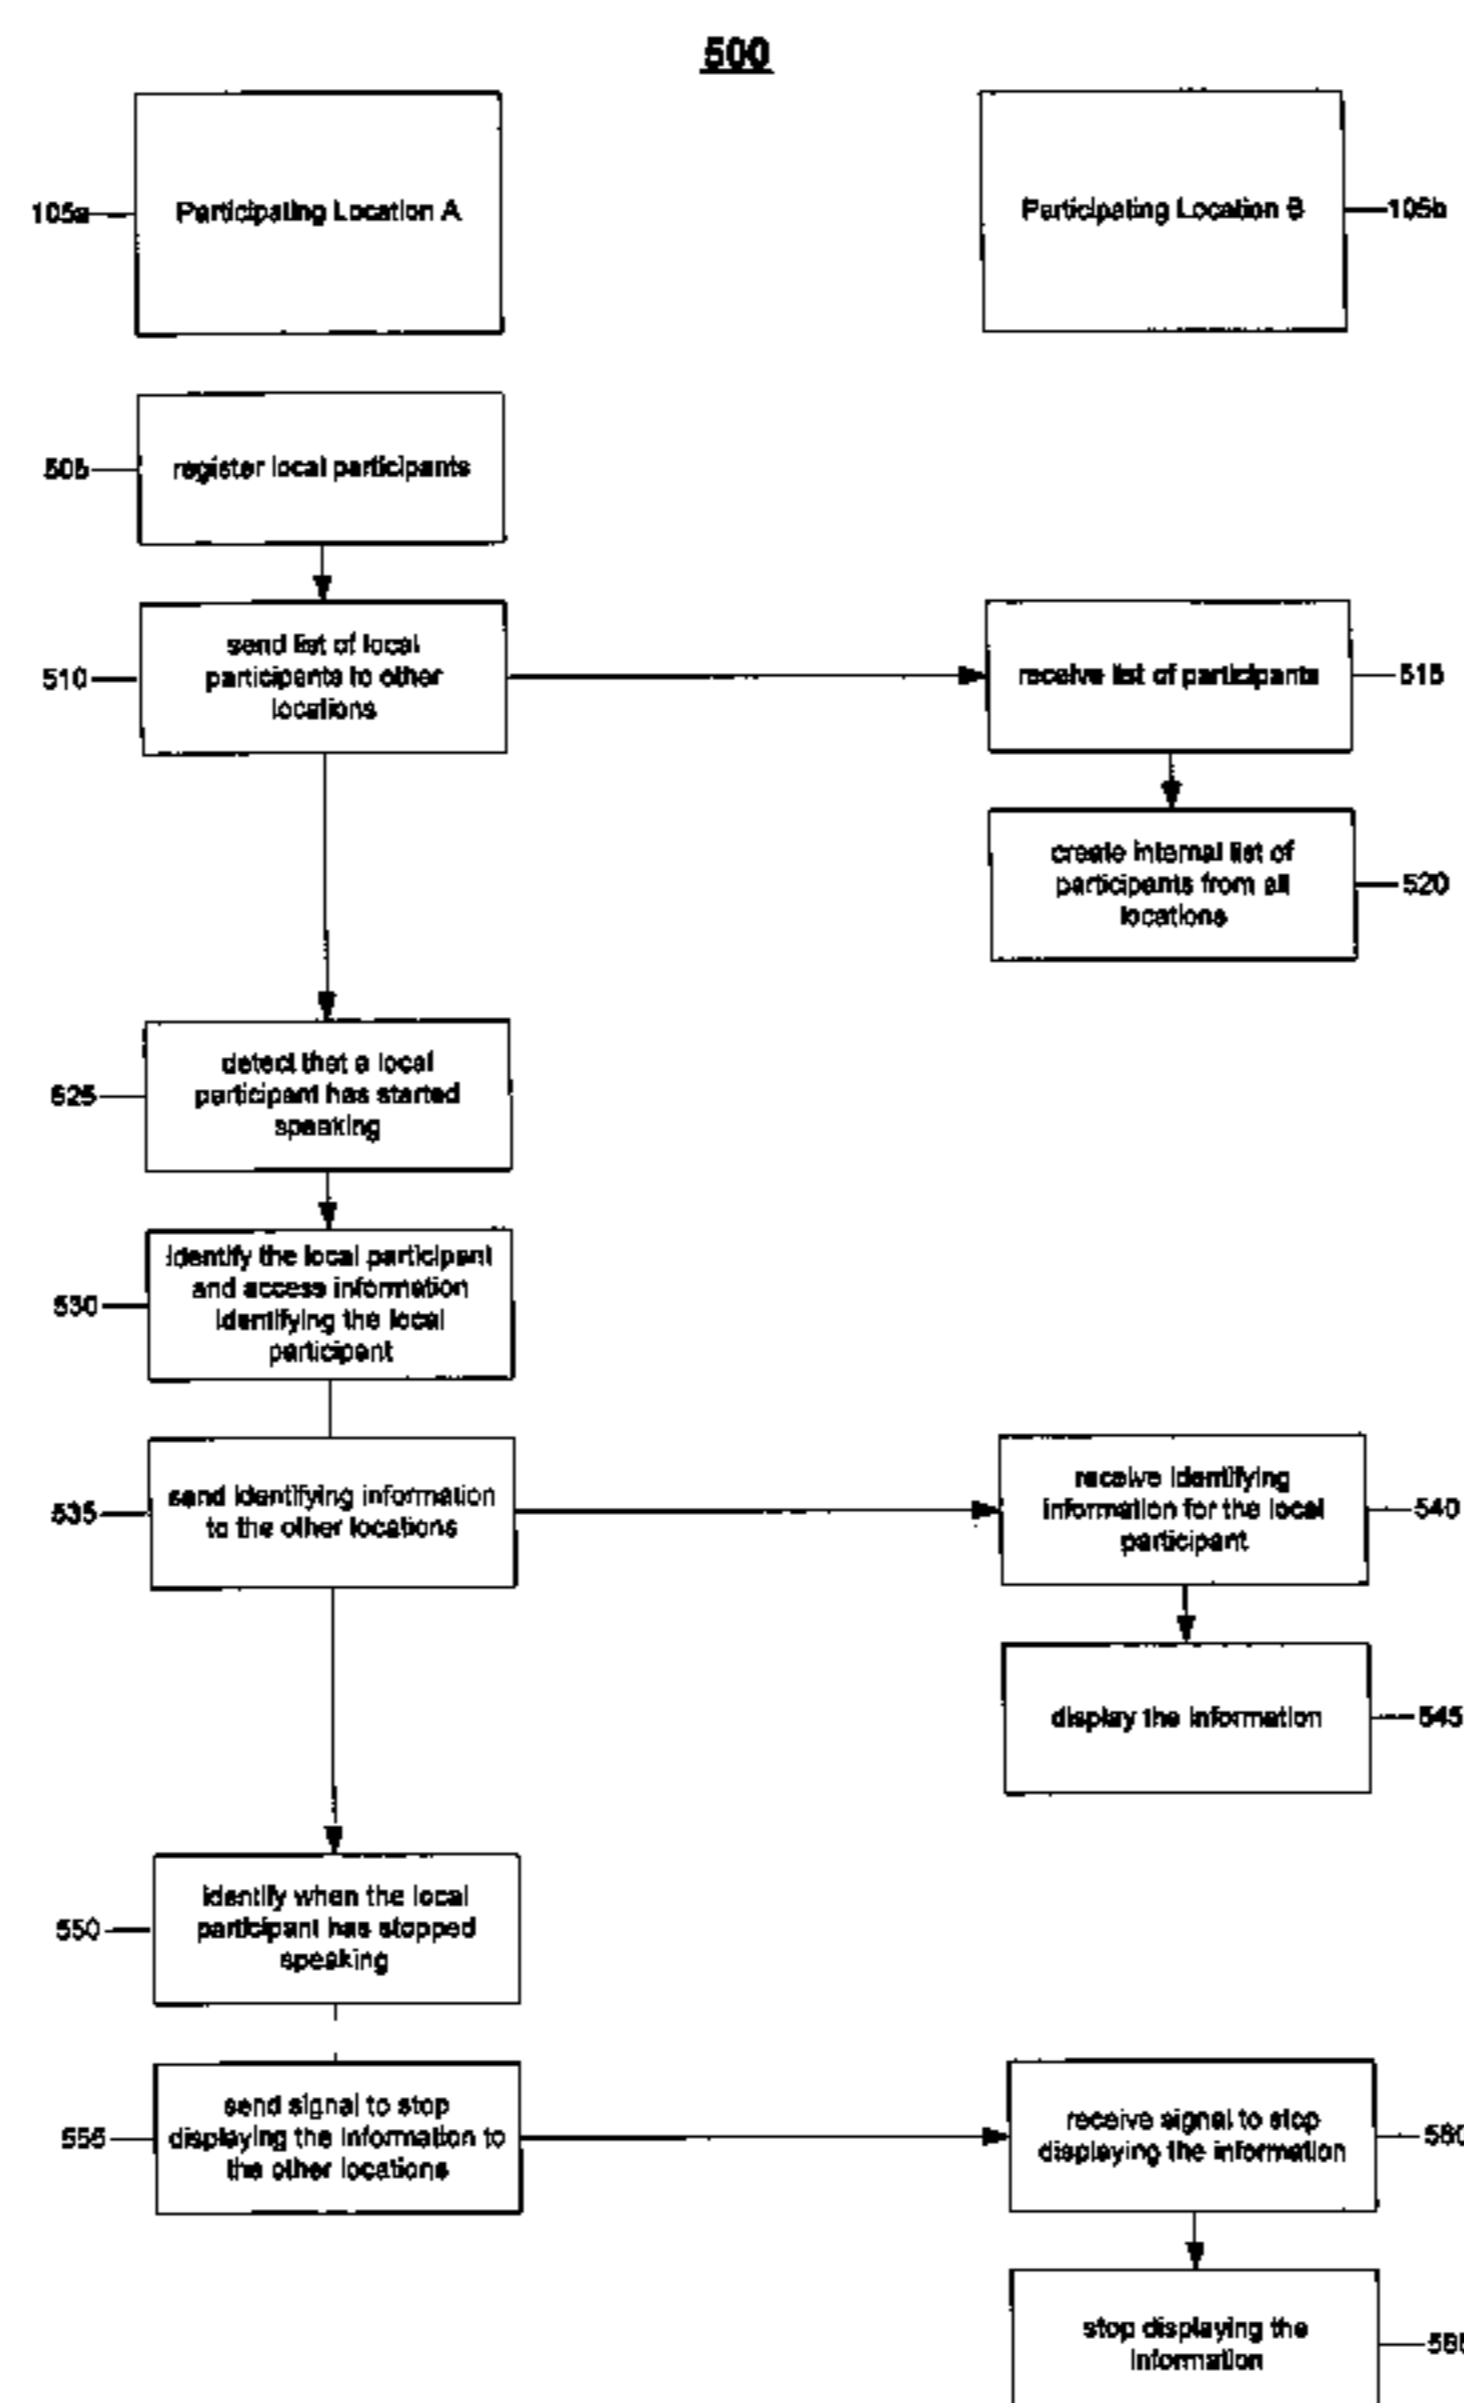 500
Participating Location A
105a
Participating Location B
105b
505
register local participants
510
send list of local
participants to other
locations
receive list of participants
515
create internal list of
participants from all
locations
520
525
detect that a local
participant has started
speaking
530
identify the local participant
and access information
identifying the local
participant
535
send identifying information
to the other locations
receive identifying
information for the local
participant
540
display the information
545
550
identify when the local
participant has stopped
speaking
555
send signal to stop
displaying the information to
the other locations
receive signal to stop
displaying the information
560
stop displaying the
information